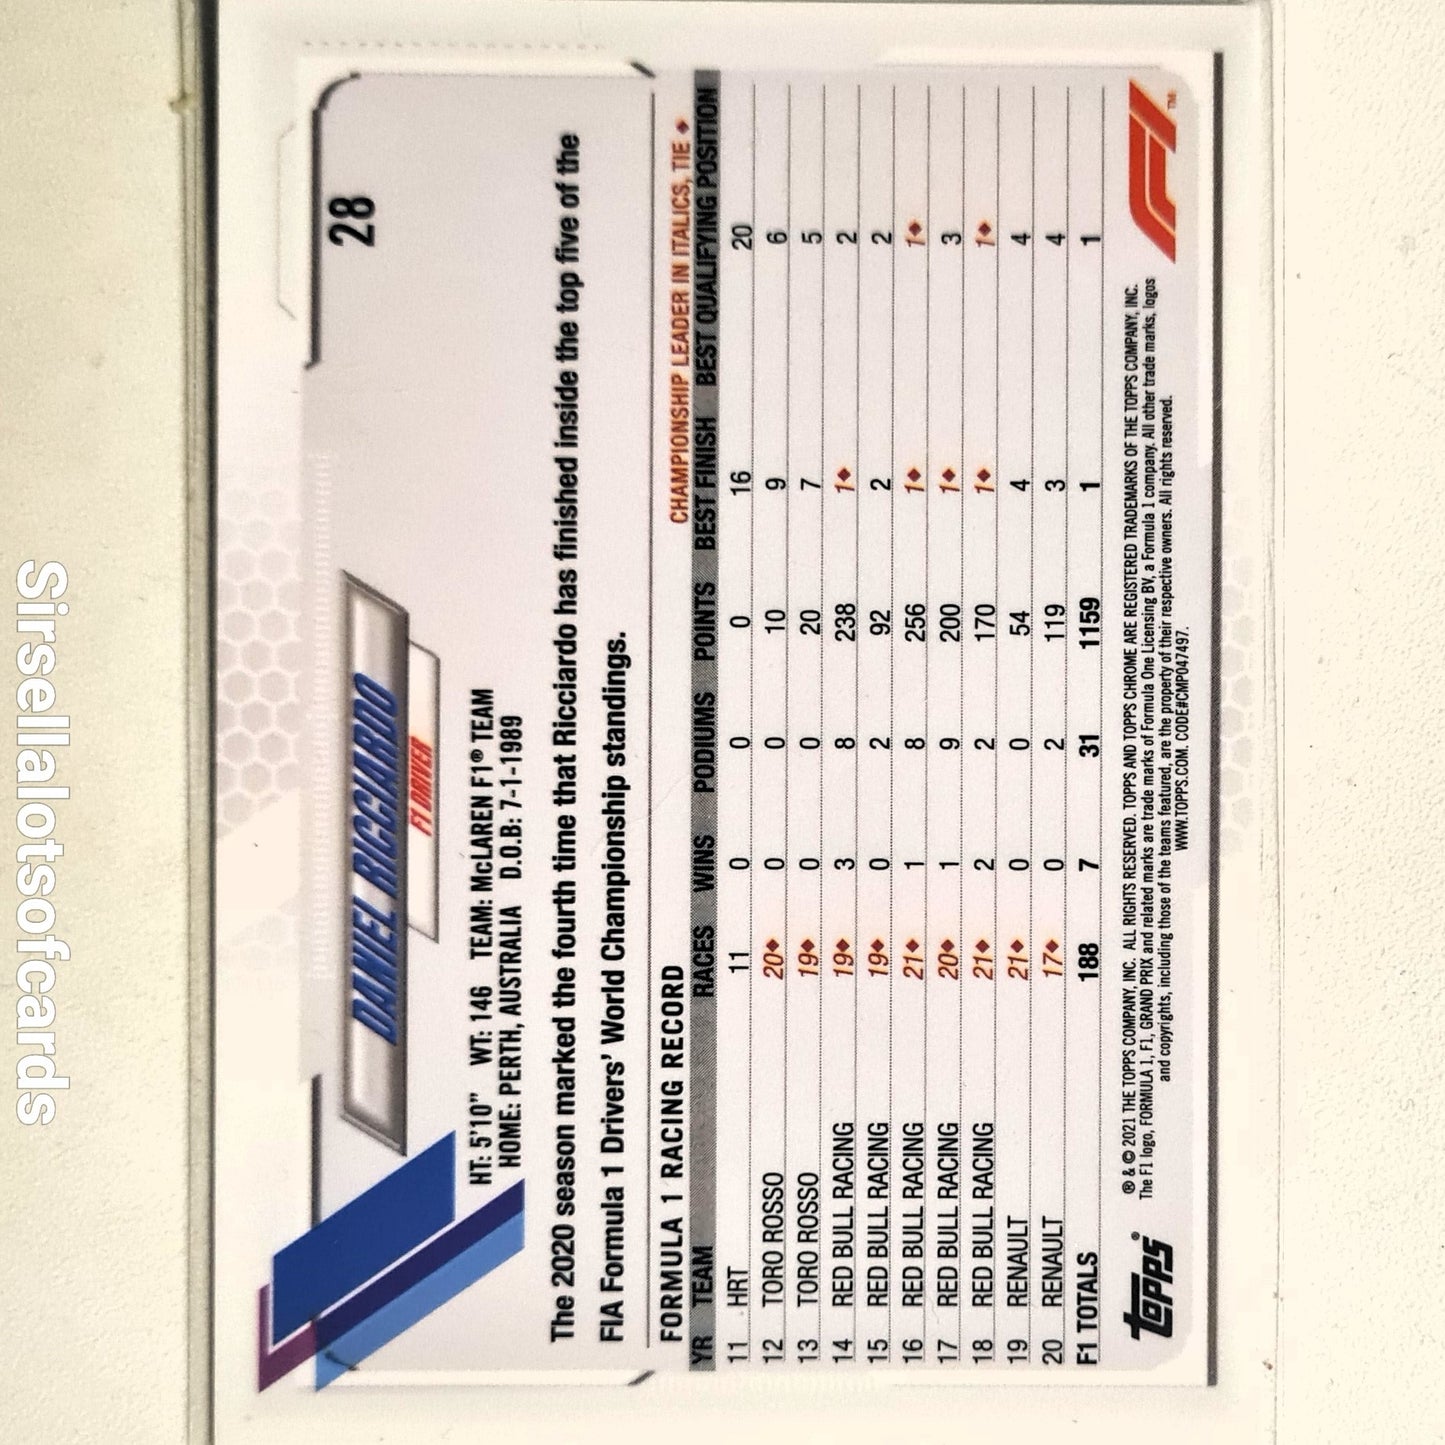 28
DANIEL RICCIARDO
F1 DRIVER
HT: 5'10" WT: 146 TEAM: McLAREN F1® TEAM
HOME: PERTH, AUSTRALIA D.O.B: 7-1-1989
The 2020 season marked the fourth time that Ricciardo has finished inside the top five of the
FIA Formula 1 Drivers' World Championship standings.
FORMULA 1 RACING RECORD CHAMPIONSHIP LEADER IN ITALICS, TIE ♦
YR TEAM RACES WINS PODIUMS POINTS BEST FINISH BEST QUALIFYING POSITION
11 HRT 11 0 0 0 16 20
12 TORO ROSSO 20♦ 0 0 10 9 6
13 TORO ROSSO 19♦ 0 0 20 7 5
14 RED BULL RACING 19♦ 3 8 238 1♦ 2
15 RED BULL RACING 19♦ 0 2 92 2 2
16 RED BULL RACING 21♦ 1 8 256 1♦ 1♦
17 RED BULL RACING 20♦ 1 9 200 1♦ 3
18 RED BULL RACING 21♦ 2 2 170 1♦ 1♦
19 RENAULT 21♦ 0 0 54 4 4
20 RENAULT 17♦ 0 2 119 3 4
F1 TOTALS 188 7 31 1159 1 1
topps®
® & © 2021 THE TOPPS COMPANY, INC. ALL RIGHTS RESERVED. TOPPS AND TOPPS CHROME ARE REGISTERED TRADEMARKS OF THE TOPPS COMPANY, INC.
The F1 logo, FORMULA 1, F1, GRAND PRIX and related marks are trade marks of Formula One Licensing BV, a Formula 1 company. All other trade marks, logos
and copyrights, including those of the teams featured, are the property of their respective owners. All rights reserved.
WWW.TOPPS.COM. CODE#CMP047497.
F1™
Sirsellalotsofcards